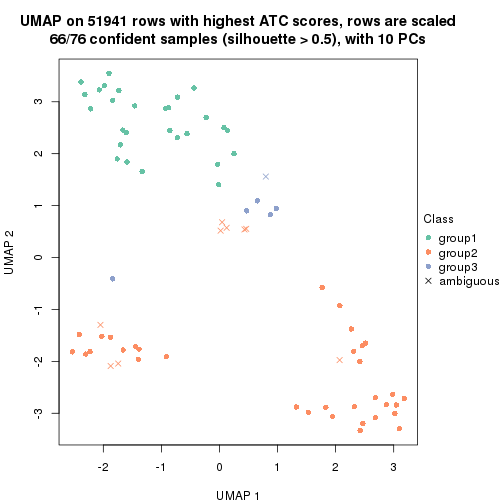 UMAP on 51941 rows with highest ATC scores, rows are scaled
66/76 confident samples (silhouette > 0.5), with 10 PCs
3
2
1
0
-1
-2
-3
UMAP 2
-2
-1
0
1
2
3
UMAP 1
Class
group1
group2
group3
ambiguous